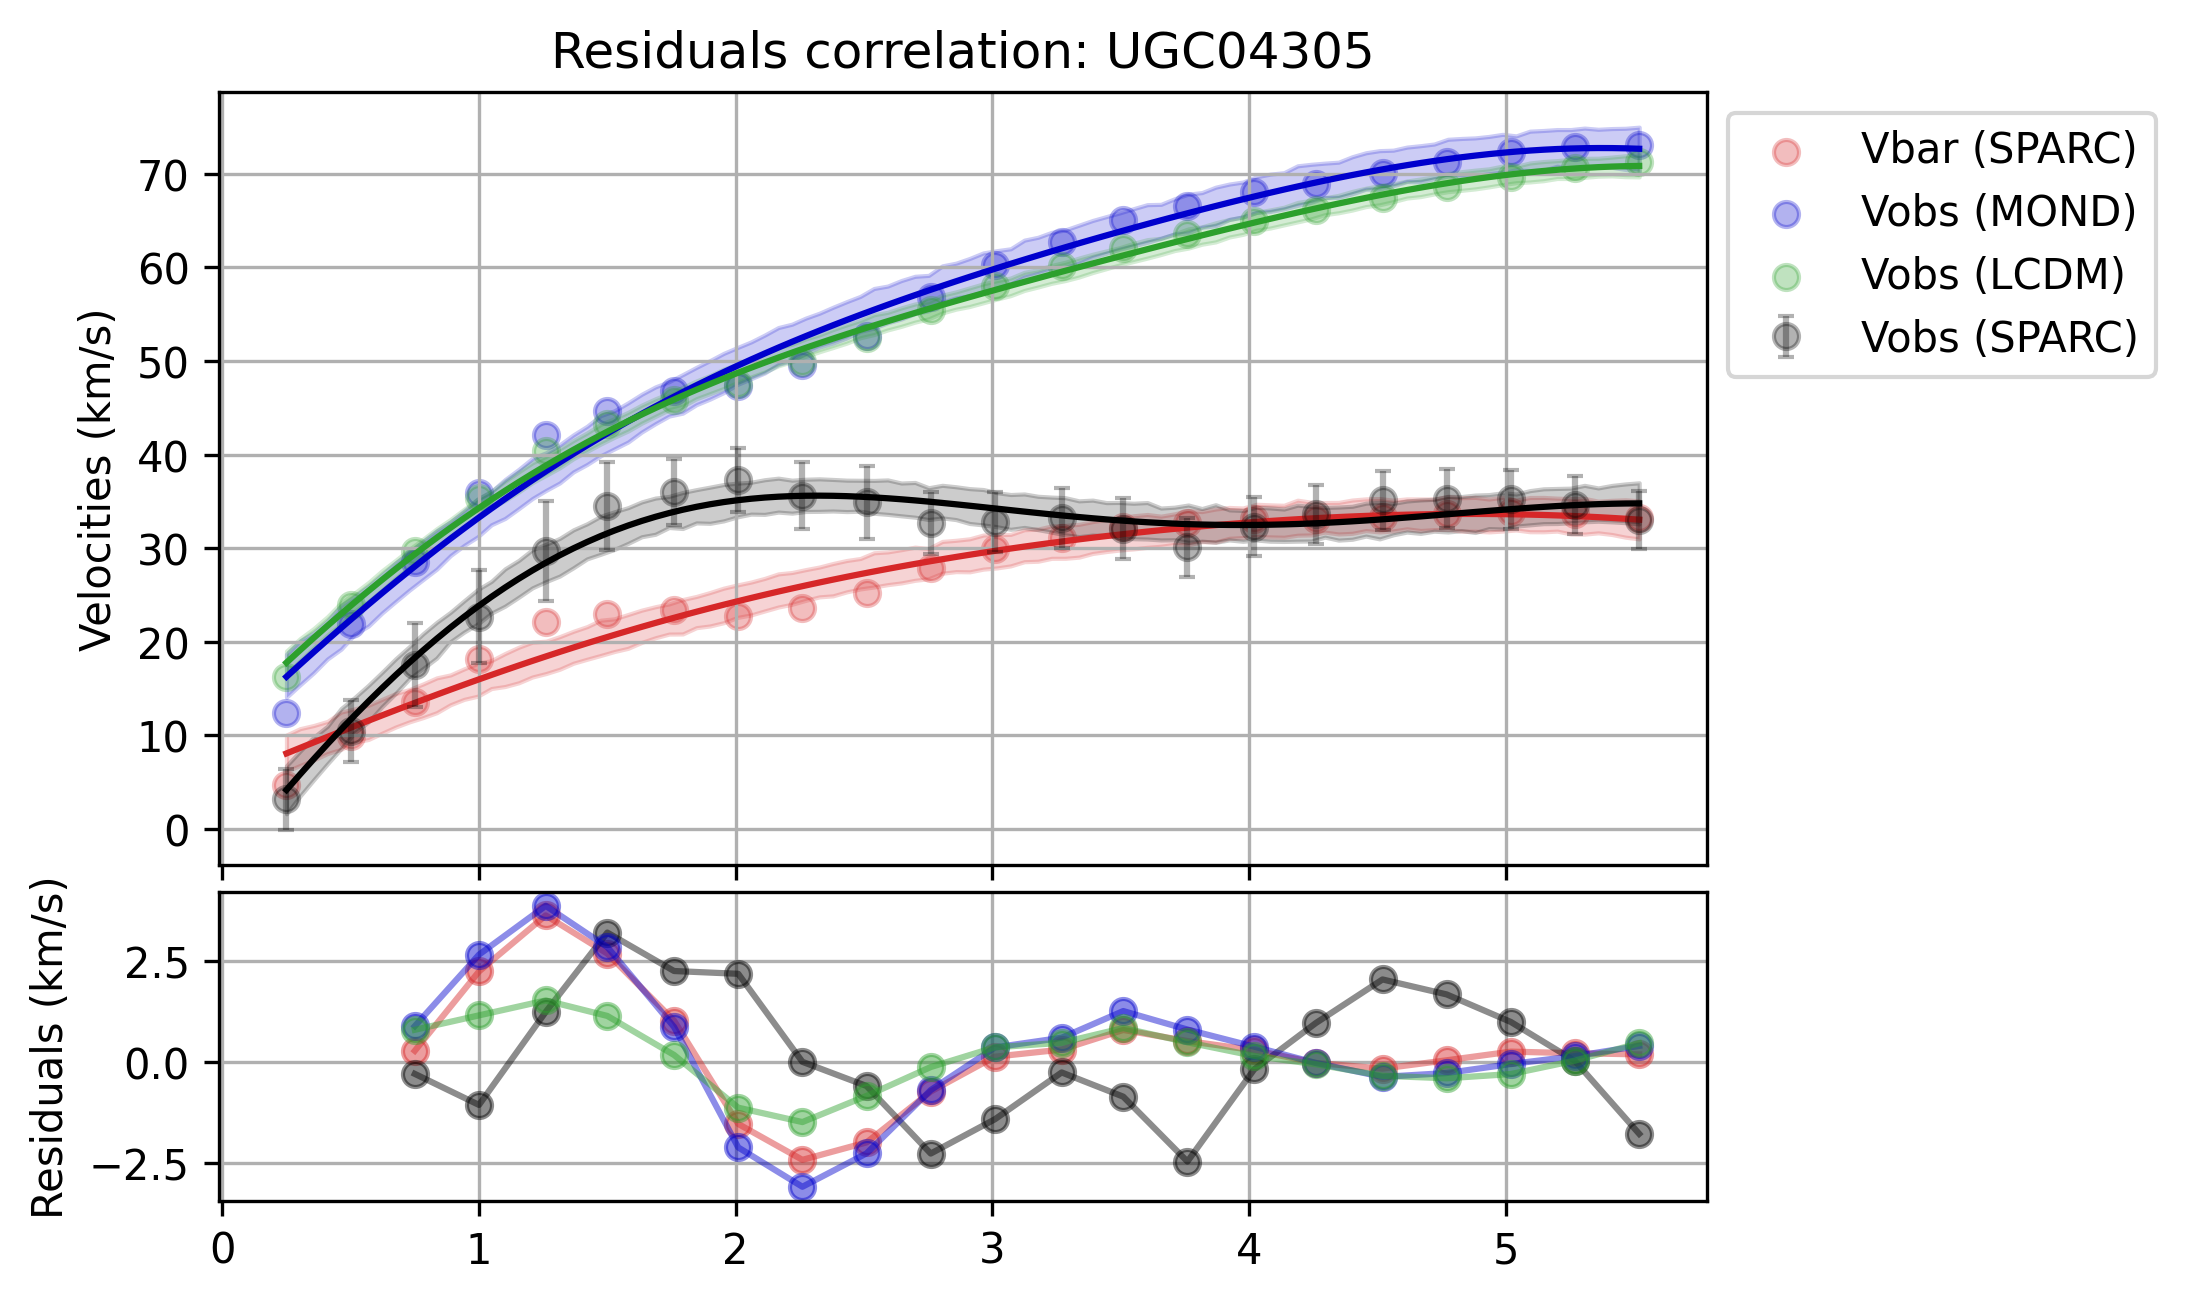 Residuals correlation: UGC04305
Velocities (km/s)
70
60
50
40
30
20
10
0
Vbar (SPARC)
Vobs (MOND)
Vobs (LCDM)
Vobs (SPARC)
Residuals (km/s)
2.5
0.0
−2.5
0 1 2 3 4 5